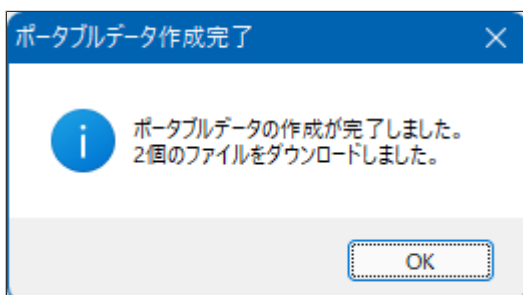 ポータブルデータ作成完了
ポータブルデータの作成が完了しました。
2個のファイルをダウンロードしました。
OK